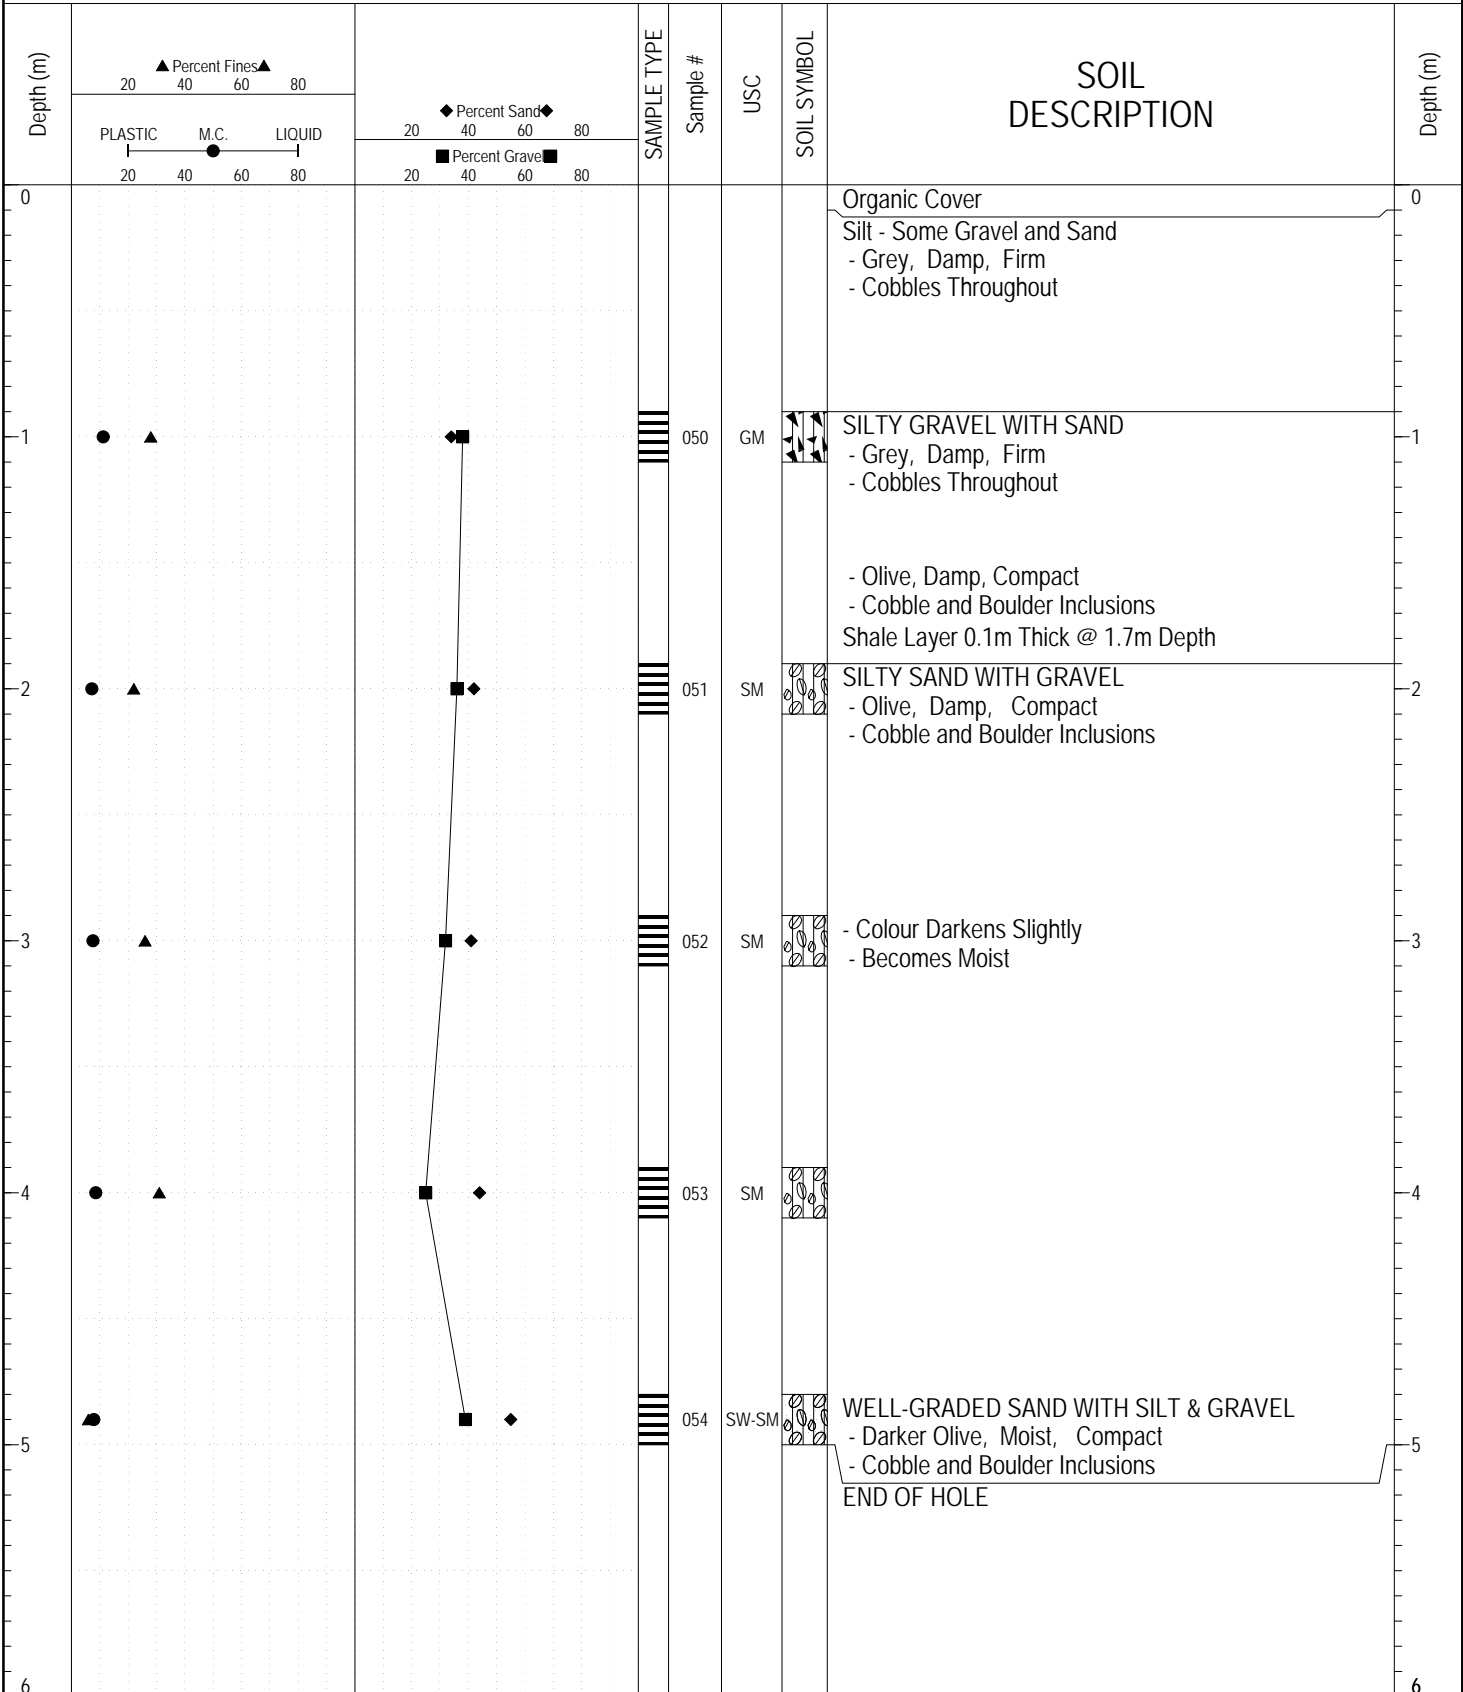 Depth (m)
▲ Percent Fines▲
20 40 60 80
PLASTIC M.C. LIQUID
20 40 60 80
◆ Percent Sand◆
20 40 60 80
■ Percent Gravel■
20 40 60 80
SAMPLE TYPE
Sample #
USC
SOIL SYMBOL
SOIL
DESCRIPTION
Depth (m)
0 0
Organic Cover
Silt - Some Gravel and Sand
- Grey, Damp, Firm
- Cobbles Throughout
1 050 GM SILTY GRAVEL WITH SAND 1
- Grey, Damp, Firm
- Cobbles Throughout
- Olive, Damp, Compact
- Cobble and Boulder Inclusions
Shale Layer 0.1m Thick @ 1.7m Depth
2 051 SM SILTY SAND WITH GRAVEL 2
- Olive, Damp, Compact
- Cobble and Boulder Inclusions
3 052 SM - Colour Darkens Slightly 3
- Becomes Moist
4 053 SM 4
054 SW-SM WELL-GRADED SAND WITH SILT & GRAVEL
5 - Darker Olive, Moist, Compact 5
- Cobble and Boulder Inclusions
END OF HOLE
6 6